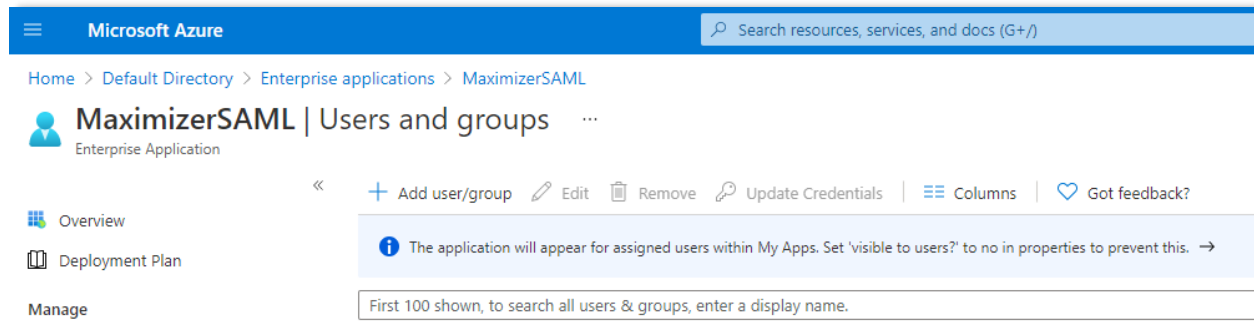 Microsoft Azure
Search resources, services, and docs (G+/)
Home > Default Directory > Enterprise applications > MaximizerSAML
MaximizerSAML | Users and groups ...
Enterprise Application
«
Add user/group Edit Remove Update Credentials Columns Got feedback?
Overview
The application will appear for assigned users within My Apps. Set 'visible to users?' to no in properties to prevent this. →
Deployment Plan
Manage
First 100 shown, to search all users & groups, enter a display name.